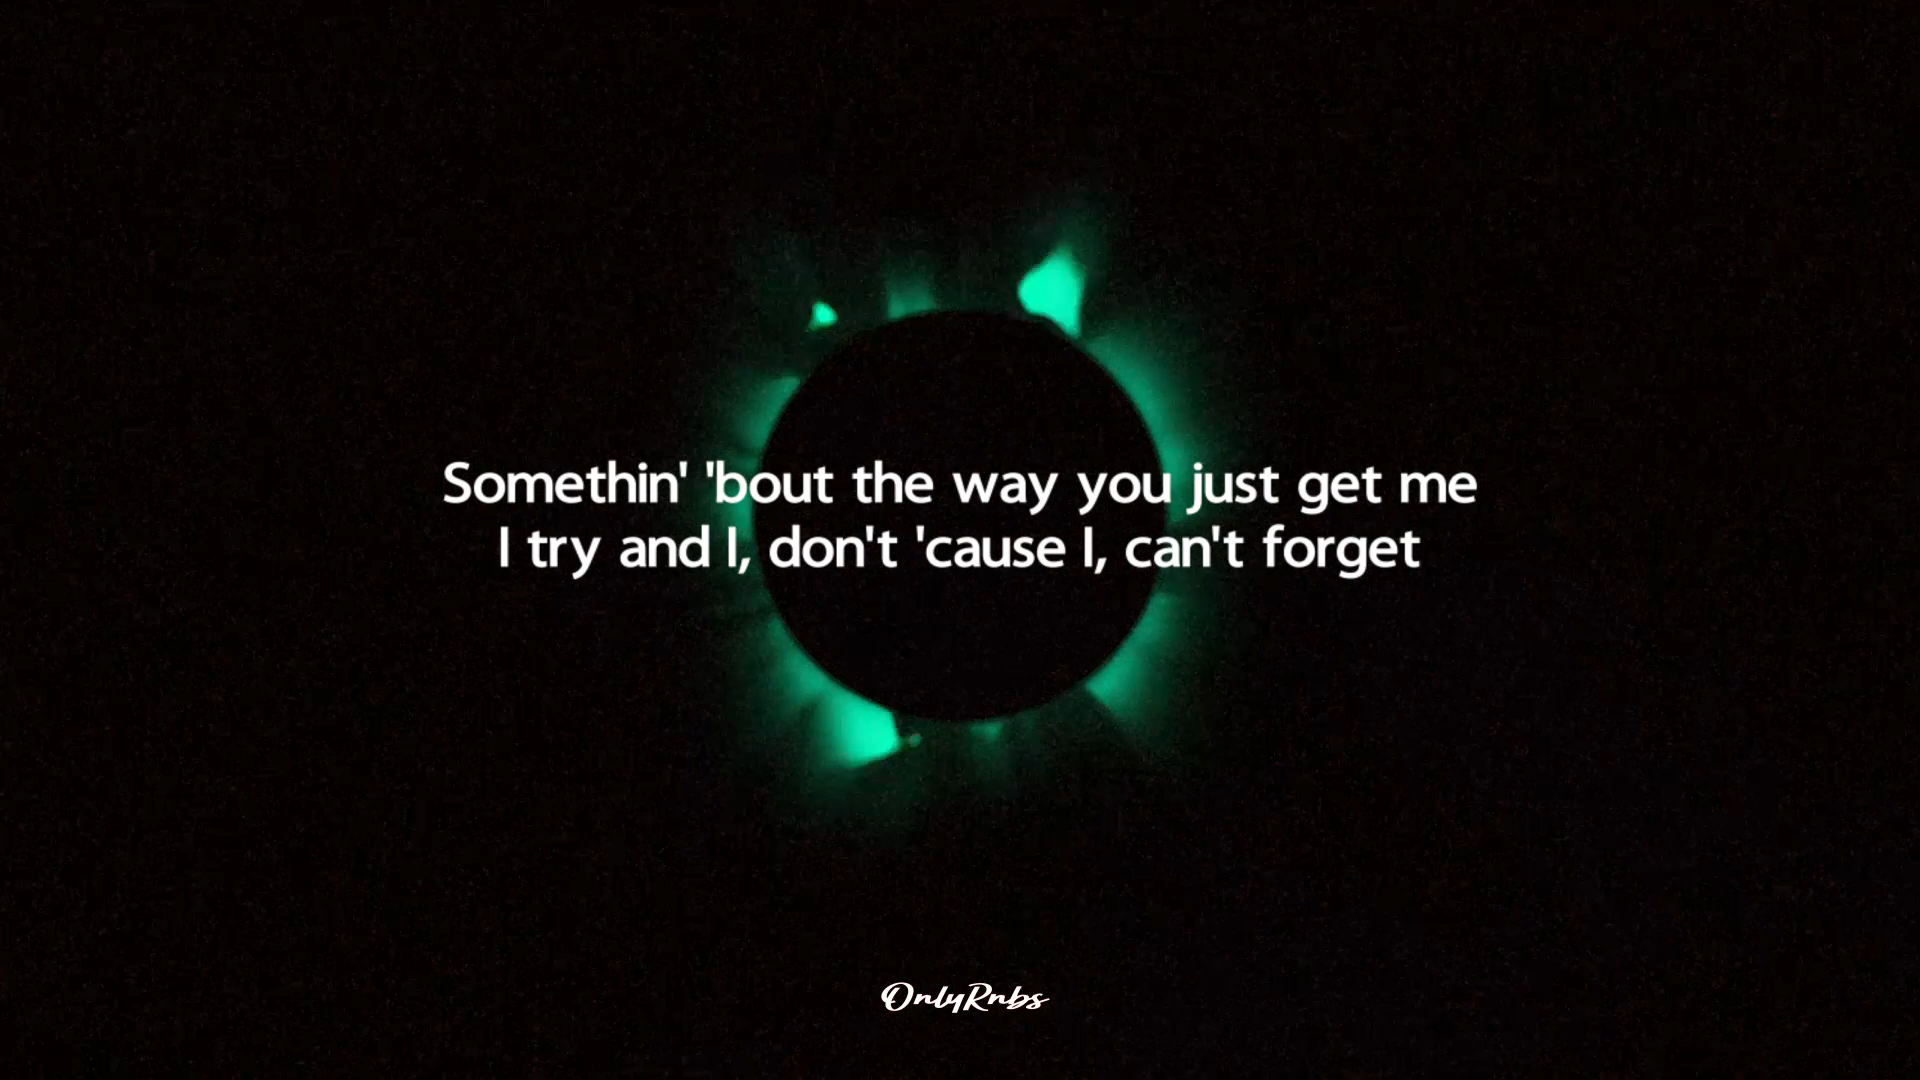 Somethin' 'bout the way you just get me
I try and I, don't 'cause I, can't forget
OnlyRnbs